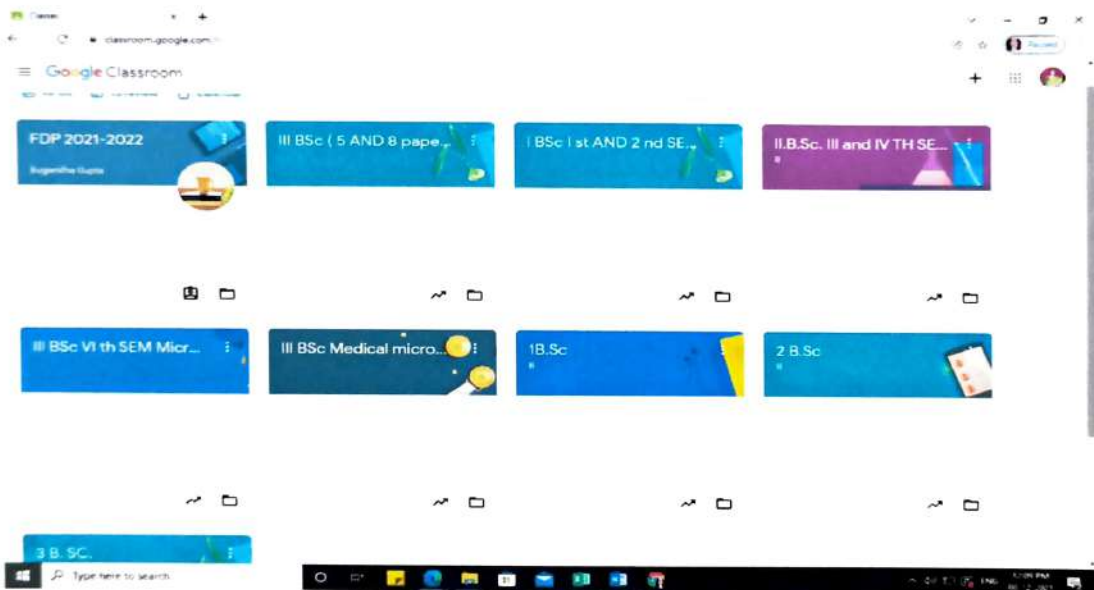 Classes
classroom.google.com
Paused
Google Classroom
FDP 2021-2022
III BSc ( 5 AND 8 pape...
I BSc I st AND 2 nd SE...
II.B.Sc. III and IV TH SE...
B
III BSc VI th SEM Micr...
III BSc Medical micro...
1B.Sc
B
2 B.Sc
B
3 B. SC.
Type here to search
ENG